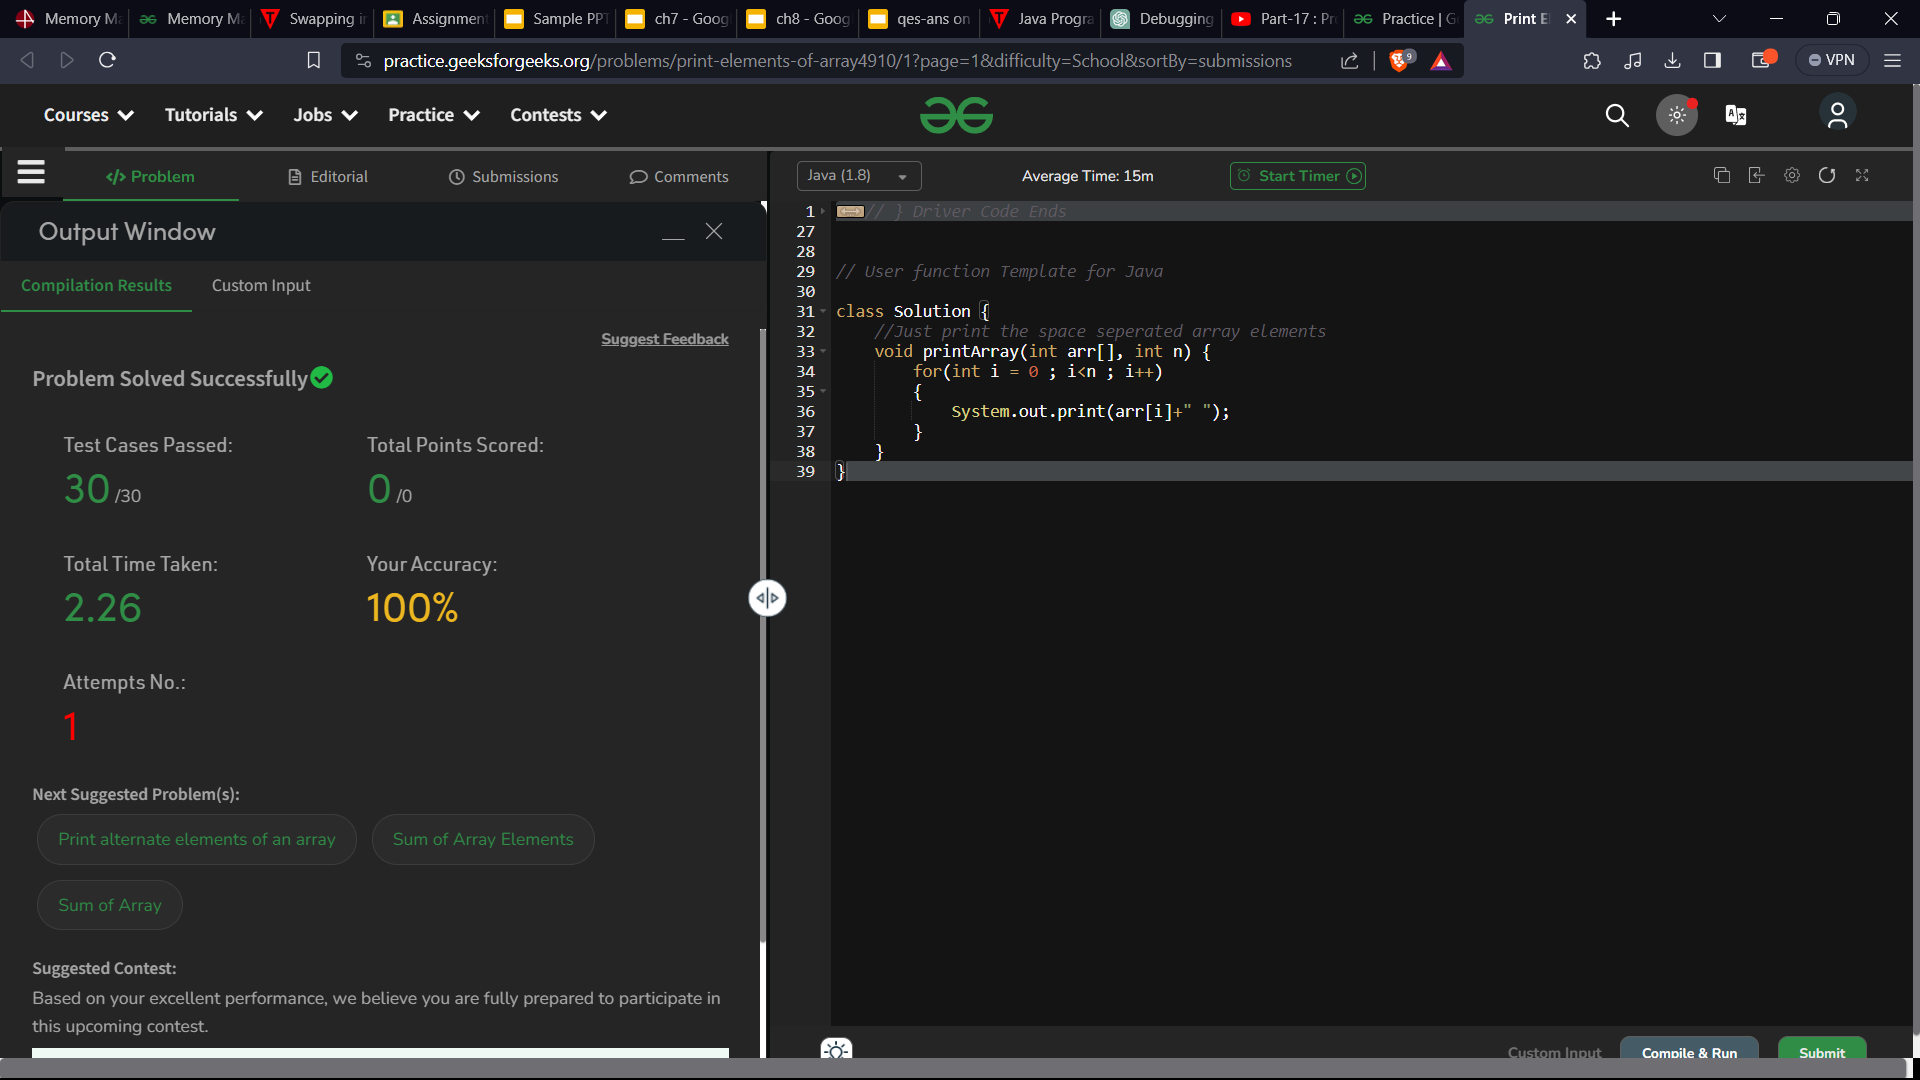 Memory Ma
Memory Ma
Swapping in
Assignment
Sample PPT
ch7 - Goog
ch8 - Goog
qes-ans on
Java Progra
Debugging
Part-17 : Pr
Practice | G
Print El
practice.geeksforgeeks.org/problems/print-elements-of-array4910/1?page=1&difficulty=School&sortBy=submissions
9
VPN
Courses
Tutorials
Jobs
Practice
Contests
</> Problem
Editorial
Submissions
Comments
Java (1.8)
Average Time: 15m
Start Timer
Output Window
Compilation Results
Custom Input
Suggest Feedback
Problem Solved Successfully
Test Cases Passed:
30 /30
Total Points Scored:
0 /0
Total Time Taken:
2.26
Your Accuracy:
100%
Attempts No.:
1
Next Suggested Problem(s):
Print alternate elements of an array
Sum of Array Elements
Sum of Array
Suggested Contest:
Based on your excellent performance, we believe you are fully prepared to participate in
this upcoming contest.
1 // } Driver Code Ends
27
28
29 // User function Template for Java
30
31 class Solution {
32 //Just print the space seperated array elements
33 void printArray(int arr[], int n) {
34 for(int i = 0 ; i<n ; i++)
35 {
36 System.out.print(arr[i]+" ");
37 }
38 }
39 }
Custom Input
Compile & Run
Submit